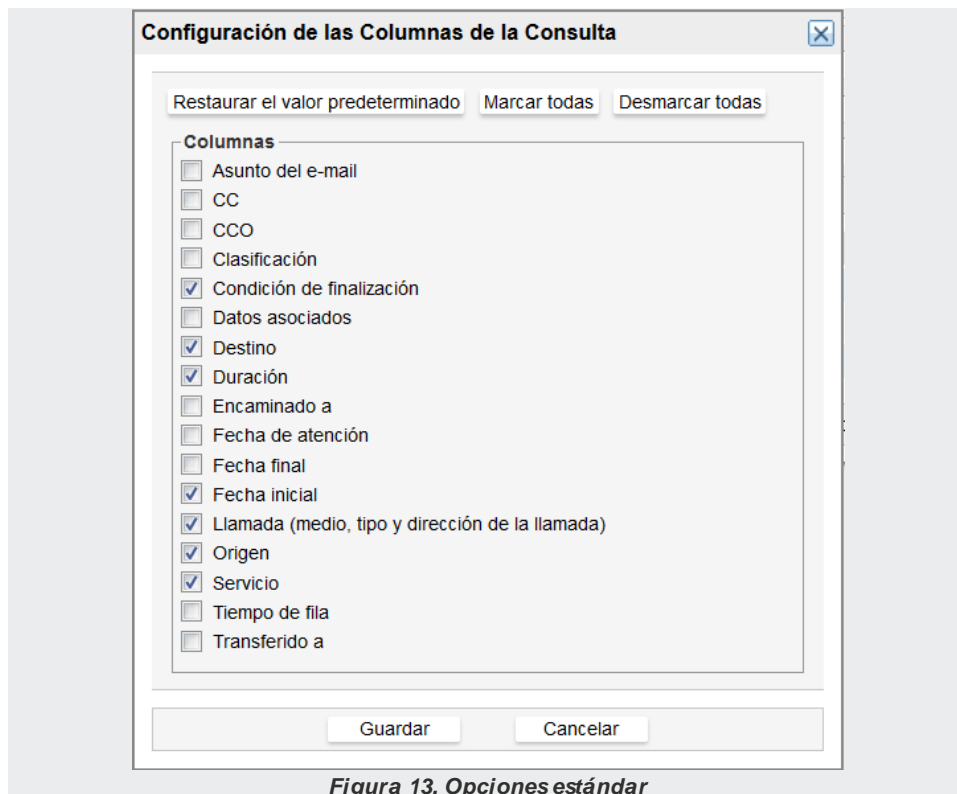 Configuración de las Columnas de la Consulta
Restaurar el valor predeterminado Marcar todas Desmarcar todas
Columnas
Asunto del e-mail
CC
CCO
Clasificación
Condición de finalización
Datos asociados
Destino
Duración
Encaminado a
Fecha de atención
Fecha final
Fecha inicial
Llamada (medio, tipo y dirección de la llamada)
Origen
Servicio
Tiempo de fila
Transferido a
Guardar Cancelar
Figura 13. Opciones estándar